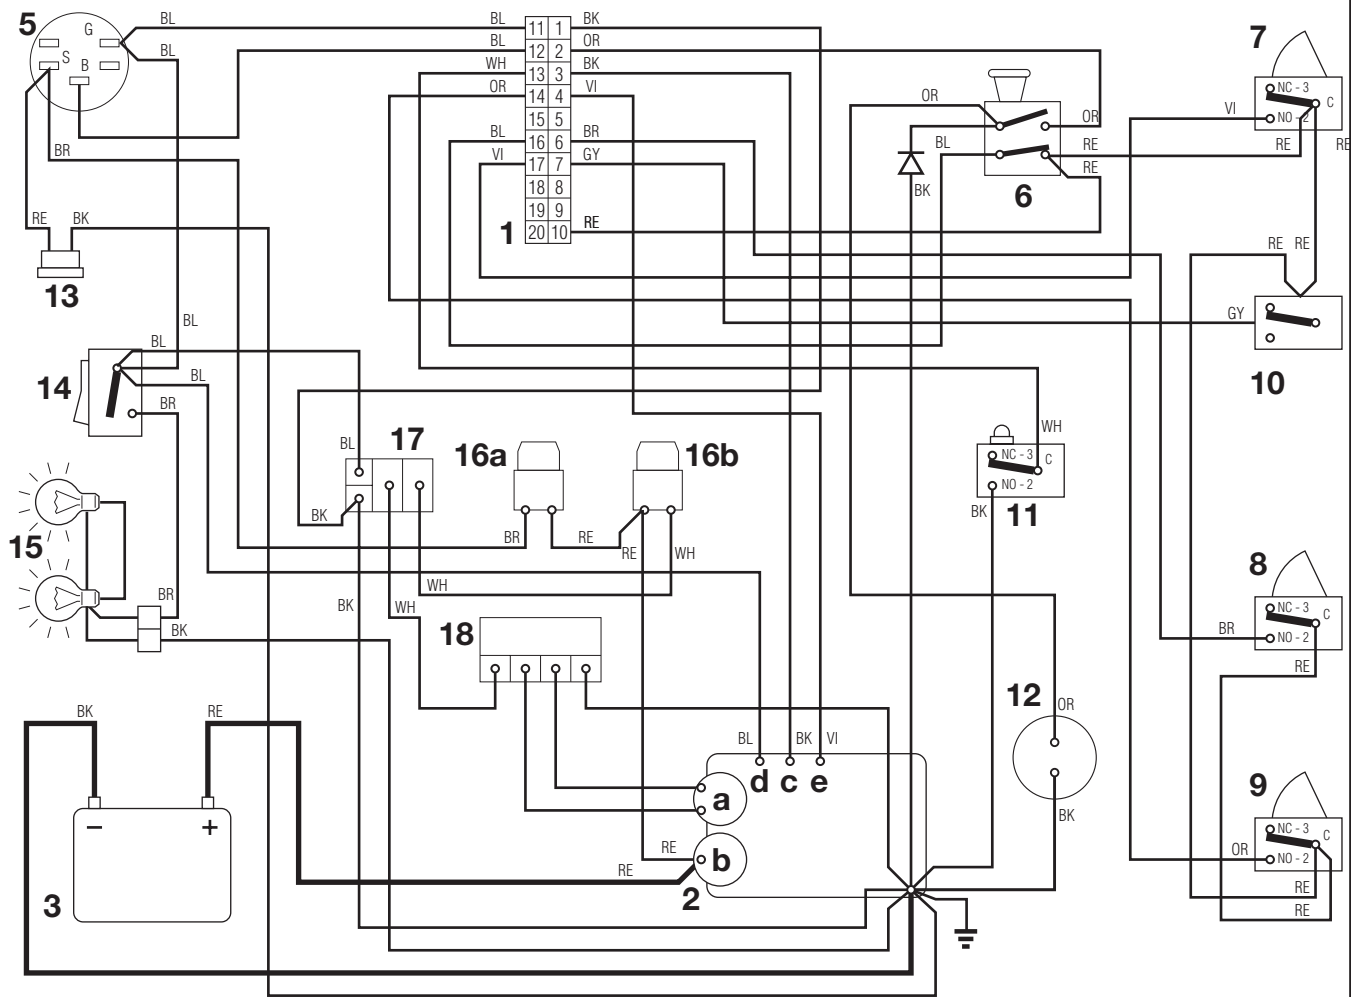 5
G
S
B
BL
BL
BR
RE
BK
13
BL
BL
BL
BR
14
15
BR
BK
BL 11 1 BK
BL 12 2 OR
WH 13 3 BK
OR 14 4 VI
15 5
BL 16 6 BR
VI 17 7 GY
18 8
19 9
20 10 RE
1
OR
OR
BL
RE
RE
BK
6
7
NC - 3
C
NO - 2
VI
RE
RE
RE RE
GY
10
WH
NC - 3
C
NO - 2
BK
11
BL
17
BK
16a
16b
BR
RE
RE
WH
WH
BK
WH
18
8
NC - 3
C
NO - 2
BR
RE
12
OR
BK
9
NC - 3
C
NO - 2
OR
RE
RE
BK
RE
−
+
3
BL
BK
VI
d c e
a
b
RE
RE
2